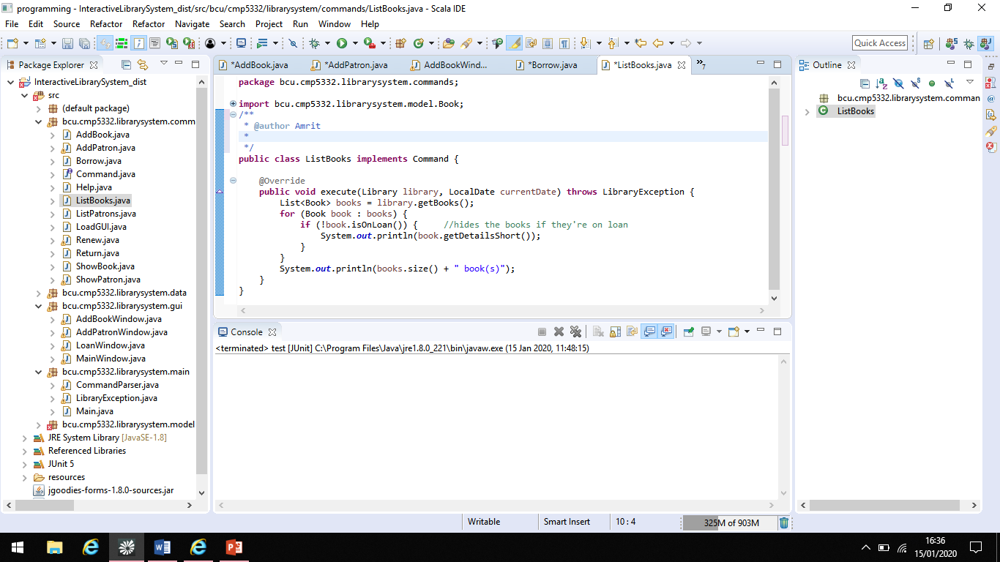 programming - InteractiveLibrarySystem_dist/src/bcu/cmp5332/librarysystem/commands/ListBooks.java - Scala IDE
File Edit Source Refactor Refactor Navigate Search Project Run Window Help
Quick Access
Package Explorer
InteractiveLibrarySystem_dist
src
(default package)
bcu.cmp5332.librarysystem.comm
AddBook.java
AddPatron.java
Borrow.java
Command.java
Help.java
ListBooks.java
ListPatrons.java
LoadGUI.java
Renew.java
Return.java
ShowBook.java
ShowPatron.java
bcu.cmp5332.librarysystem.data
bcu.cmp5332.librarysystem.gui
AddBookWindow.java
AddPatronWindow.java
LoanWindow.java
MainWindow.java
bcu.cmp5332.librarysystem.main
CommandParser.java
LibraryException.java
Main.java
bcu.cmp5332.librarysystem.model
JRE System Library [JavaSE-1.8]
Referenced Libraries
JUnit 5
resources
jgoodies-forms-1.8.0-sources.jar
*AddBook.java *AddPatron.java AddBookWind... *Borrow.java *ListBooks.java »7
package bcu.cmp5332.librarysystem.commands;
import bcu.cmp5332.librarysystem.model.Book;
/**
* @author Amrit
*
*/
public class ListBooks implements Command {
@Override
public void execute(Library library, LocalDate currentDate) throws LibraryException {
List<Book> books = library.getBooks();
for (Book book : books) {
if (!book.isOnLoan()) { //hides the books if they're on loan
System.out.println(book.getDetailsShort());
}
}
System.out.println(books.size() + " book(s)");
}
}
Console
<terminated> test [JUnit] C:\Program Files\Java\jre1.8.0_221\bin\javaw.exe (15 Jan 2020, 11:48:15)
Outline
bcu.cmp5332.librarysystem.comman
ListBooks
Writable Smart Insert 10 : 4 325M of 903M
16:36
15/01/2020